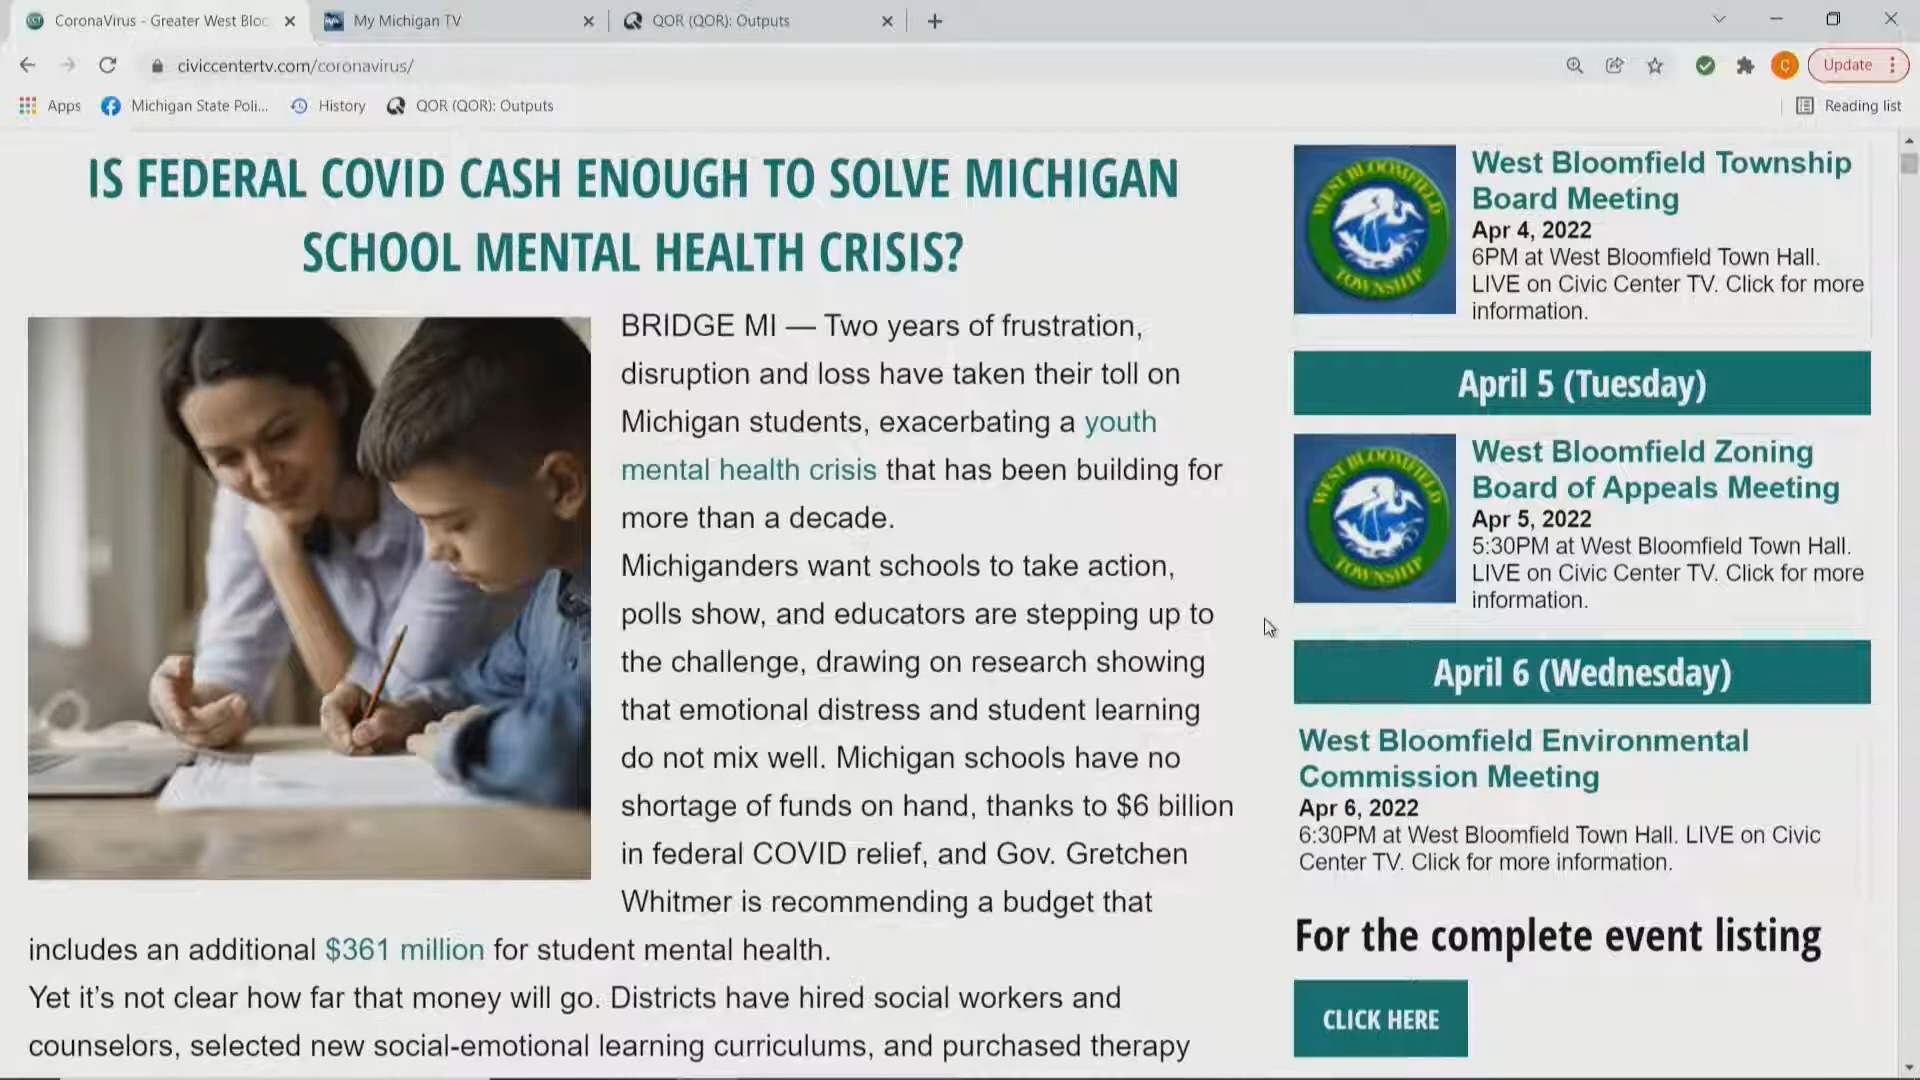 CoronaVirus - Greater West Bloc
My Michigan TV
QOR (QOR): Outputs
civiccentertv.com/coronavirus/
C
Update
Apps
Michigan State Poli...
History
QOR (QOR): Outputs
Reading list
IS FEDERAL COVID CASH ENOUGH TO SOLVE MICHIGAN
SCHOOL MENTAL HEALTH CRISIS?
BRIDGE MI — Two years of frustration,
disruption and loss have taken their toll on
Michigan students, exacerbating a youth
mental health crisis that has been building for
more than a decade.
Michiganders want schools to take action,
polls show, and educators are stepping up to
the challenge, drawing on research showing
that emotional distress and student learning
do not mix well. Michigan schools have no
shortage of funds on hand, thanks to $6 billion
in federal COVID relief, and Gov. Gretchen
Whitmer is recommending a budget that
includes an additional $361 million for student mental health.
Yet it’s not clear how far that money will go. Districts have hired social workers and
counselors, selected new social-emotional learning curriculums, and purchased therapy
WEST BLOOMFIELD
TOWNSHIP
West Bloomfield Township
Board Meeting
Apr 4, 2022
6PM at West Bloomfield Town Hall.
LIVE on Civic Center TV. Click for more
information.
April 5 (Tuesday)
WEST BLOOMFIELD
TOWNSHIP
West Bloomfield Zoning
Board of Appeals Meeting
Apr 5, 2022
5:30PM at West Bloomfield Town Hall.
LIVE on Civic Center TV. Click for more
information.
April 6 (Wednesday)
West Bloomfield Environmental
Commission Meeting
Apr 6, 2022
6:30PM at West Bloomfield Town Hall. LIVE on Civic
Center TV. Click for more information.
For the complete event listing
CLICK HERE